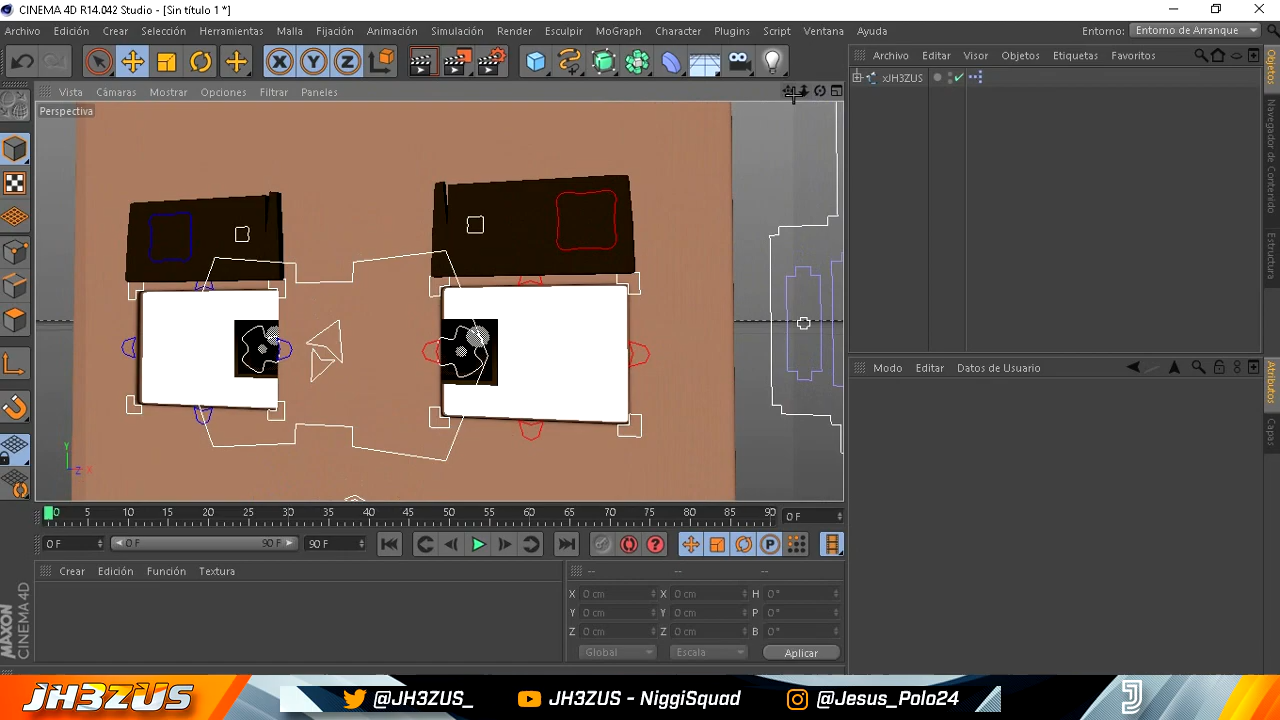 CINEMA 4D R14.042 Studio - [Sin título 1 *]
Archivo Edición Crear Selección Herramientas Malla Fijación Animación Simulación Render Esculpir MoGraph Character Plugins Script Ventana Ayuda Entorno: Entorno de Arranque
Archivo Editar Visor Objetos Etiquetas Favoritos
Vista Cámaras Mostrar Opciones Filtrar Paneles
Perspectiva
xJH3ZUS
Objetos
Navegador de Contenido
Estructura
Modo Editar Datos de Usuario
Atributos
Capas
X Y Z
P
Y
Z X
0 5 10 15 20 25 30 35 40 45 50 55 60 65 70 75 80 85 90 0 F
0 F 0 F 90 F 90 F
Crear Edición Función Textura
-- -- --
X 0 cm X 0 cm H 0 °
Y 0 cm Y 0 cm P 0 °
Z 0 cm Z 0 cm B 0 °
Global Escala Aplicar
MAXON
CINEMA 4D
JH3ZUS @JH3ZUS_ JH3ZUS - NiggiSquad @Jesus_Polo24